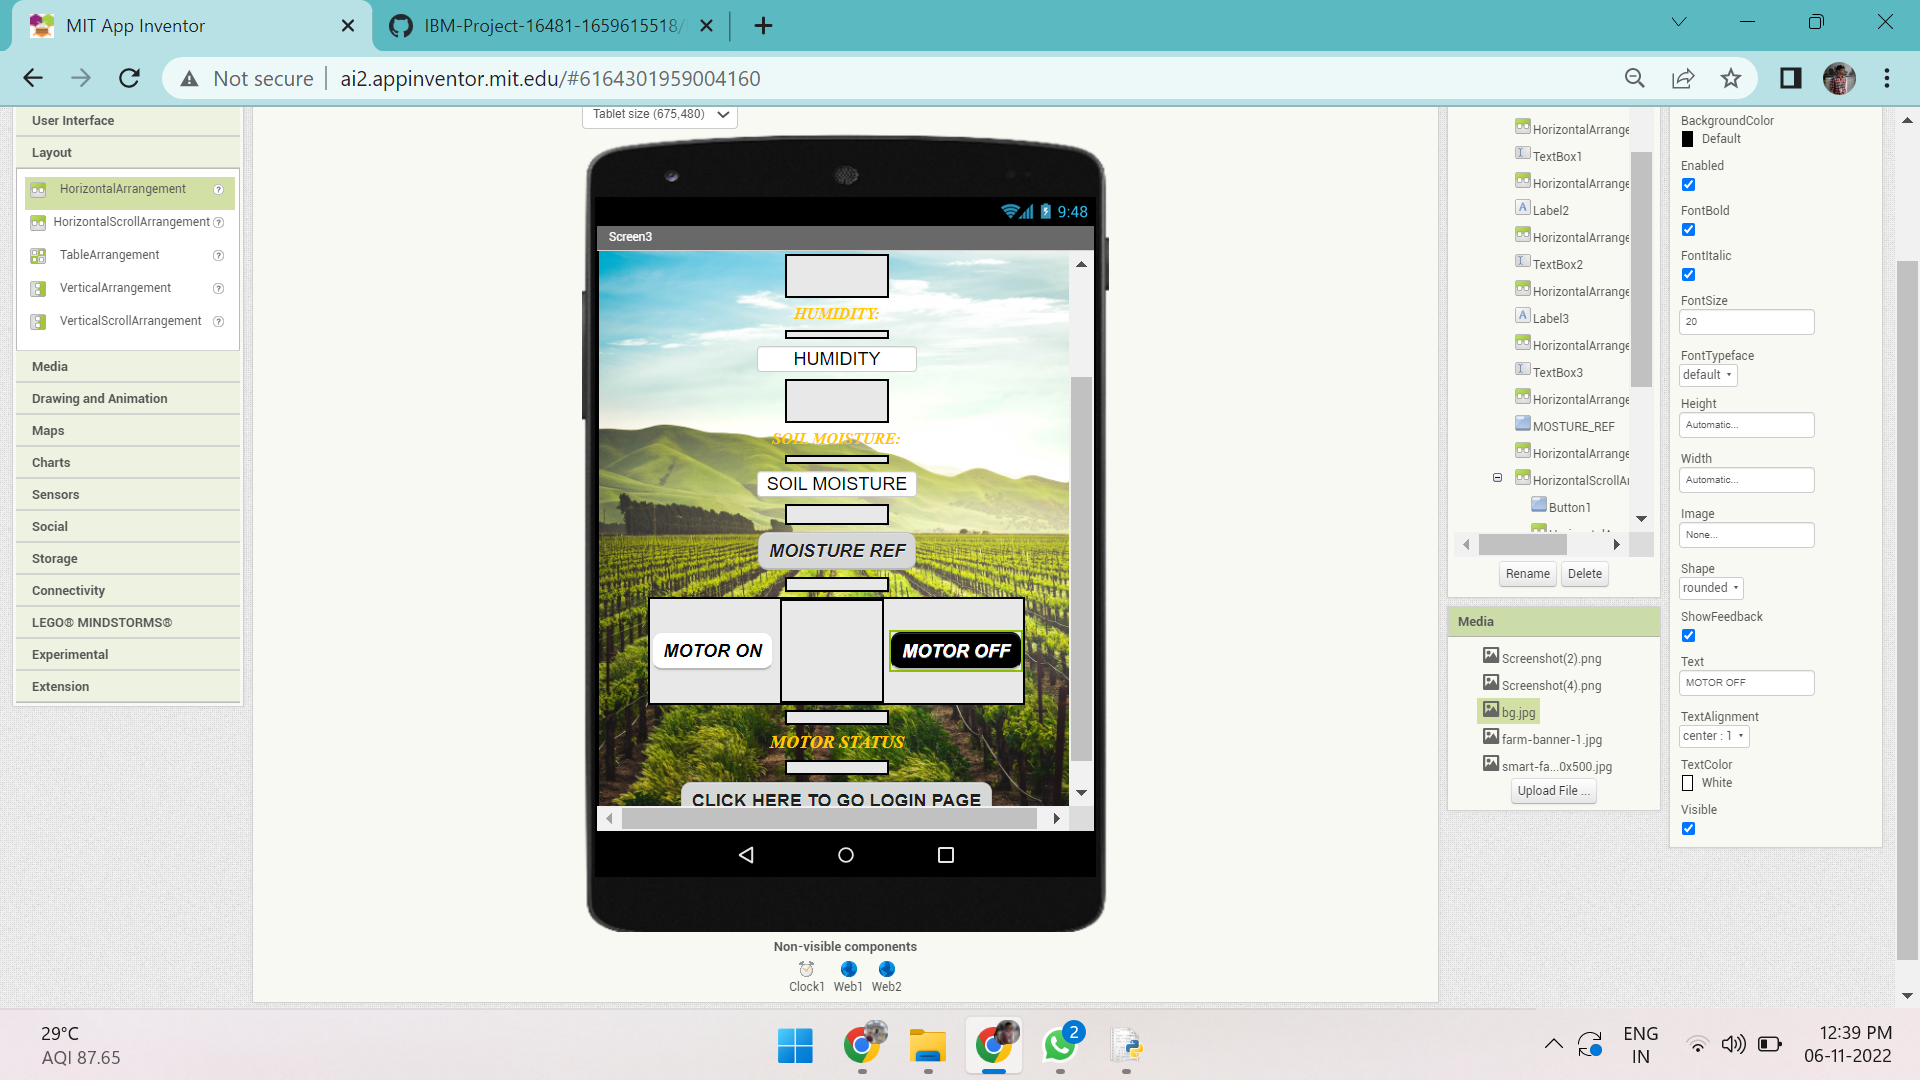 MIT App Inventor
IBM-Project-16481-1659615518/
Not secure
ai2.appinventor.mit.edu/#6164301959004160
User Interface
Layout
HorizontalArrangement
HorizontalScrollArrangement
TableArrangement
VerticalArrangement
VerticalScrollArrangement
Media
Drawing and Animation
Maps
Charts
Sensors
Social
Storage
Connectivity
LEGO® MINDSTORMS®
Experimental
Extension
Tablet size (675,480)
9:48
Screen3
HUMIDITY:
HUMIDITY
SOIL MOISTURE:
SOIL MOISTURE
MOISTURE REF
MOTOR ON
MOTOR OFF
MOTOR STATUS
CLICK HERE TO GO LOGIN PAGE
Non-visible components
Clock1 Web1 Web2
HorizontalArrange
TextBox1
HorizontalArrange
Label2
HorizontalArrange
TextBox2
HorizontalArrange
Label3
HorizontalArrange
TextBox3
HorizontalArrange
MOSTURE_REF
HorizontalArrange
HorizontalScrollAr
Button1
Rename
Delete
Media
Screenshot(2).png
Screenshot(4).png
bg.jpg
farm-banner-1.jpg
smart-fa...0x500.jpg
Upload File ...
BackgroundColor
Default
Enabled
FontBold
FontItalic
FontSize
20
FontTypeface
default
Height
Automatic...
Width
Automatic...
Image
None...
Shape
rounded
ShowFeedback
Text
MOTOR OFF
TextAlignment
center : 1
TextColor
White
Visible
29°C
AQI 87.65
2
ENG
IN
12:39 PM
06-11-2022